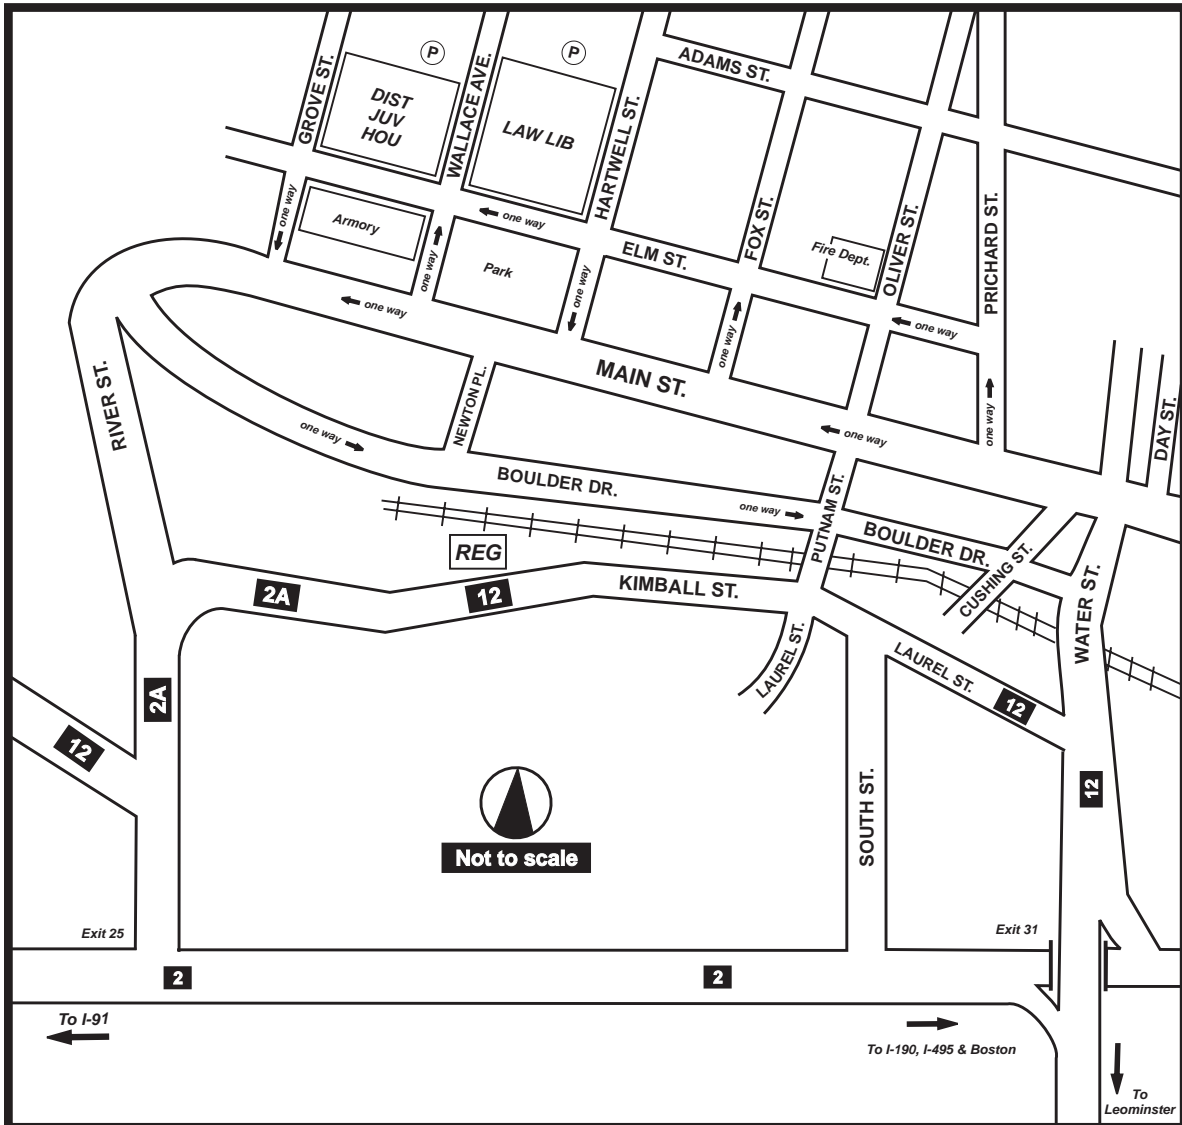 P
P
ADAMS ST.
GROVE ST.
WALLACE AVE.
DIST
JUV
HOU
LAW LIB
HARTWELL ST.
one way
Armory
one way
one way
Park
one way
ELM ST.
FOX ST.
Fire Dept.
OLIVER ST.
PRICHARD ST.
one way
one way
one way
MAIN ST.
one way
one way
RIVER ST.
NEWTON PL.
DAY ST.
one way
BOULDER DR.
one way
PUTNAM ST.
BOULDER DR.
CUSHING ST.
WATER ST.
REG
KIMBALL ST.
2A
12
LAUREL ST.
LAUREL ST.
12
2A
12
12
SOUTH ST.
Not to scale
Exit 25
Exit 31
2
2
To I-91
To I-190, I-495 & Boston
To
Leominster